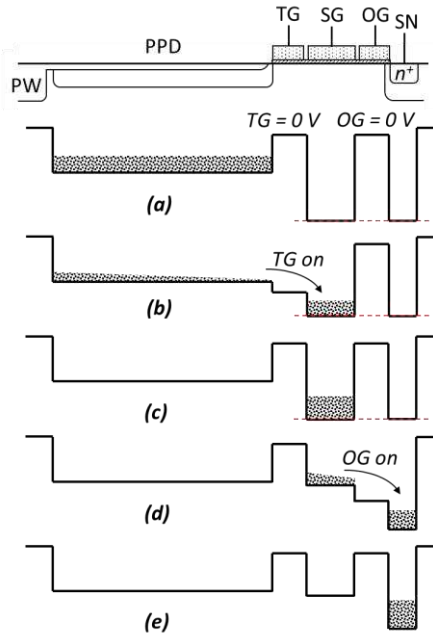 TG SG OG SN
PPD
PW
n+
TG = 0 V OG = 0 V
(a)
TG on
(b)
(c)
OG on
(d)
(e)